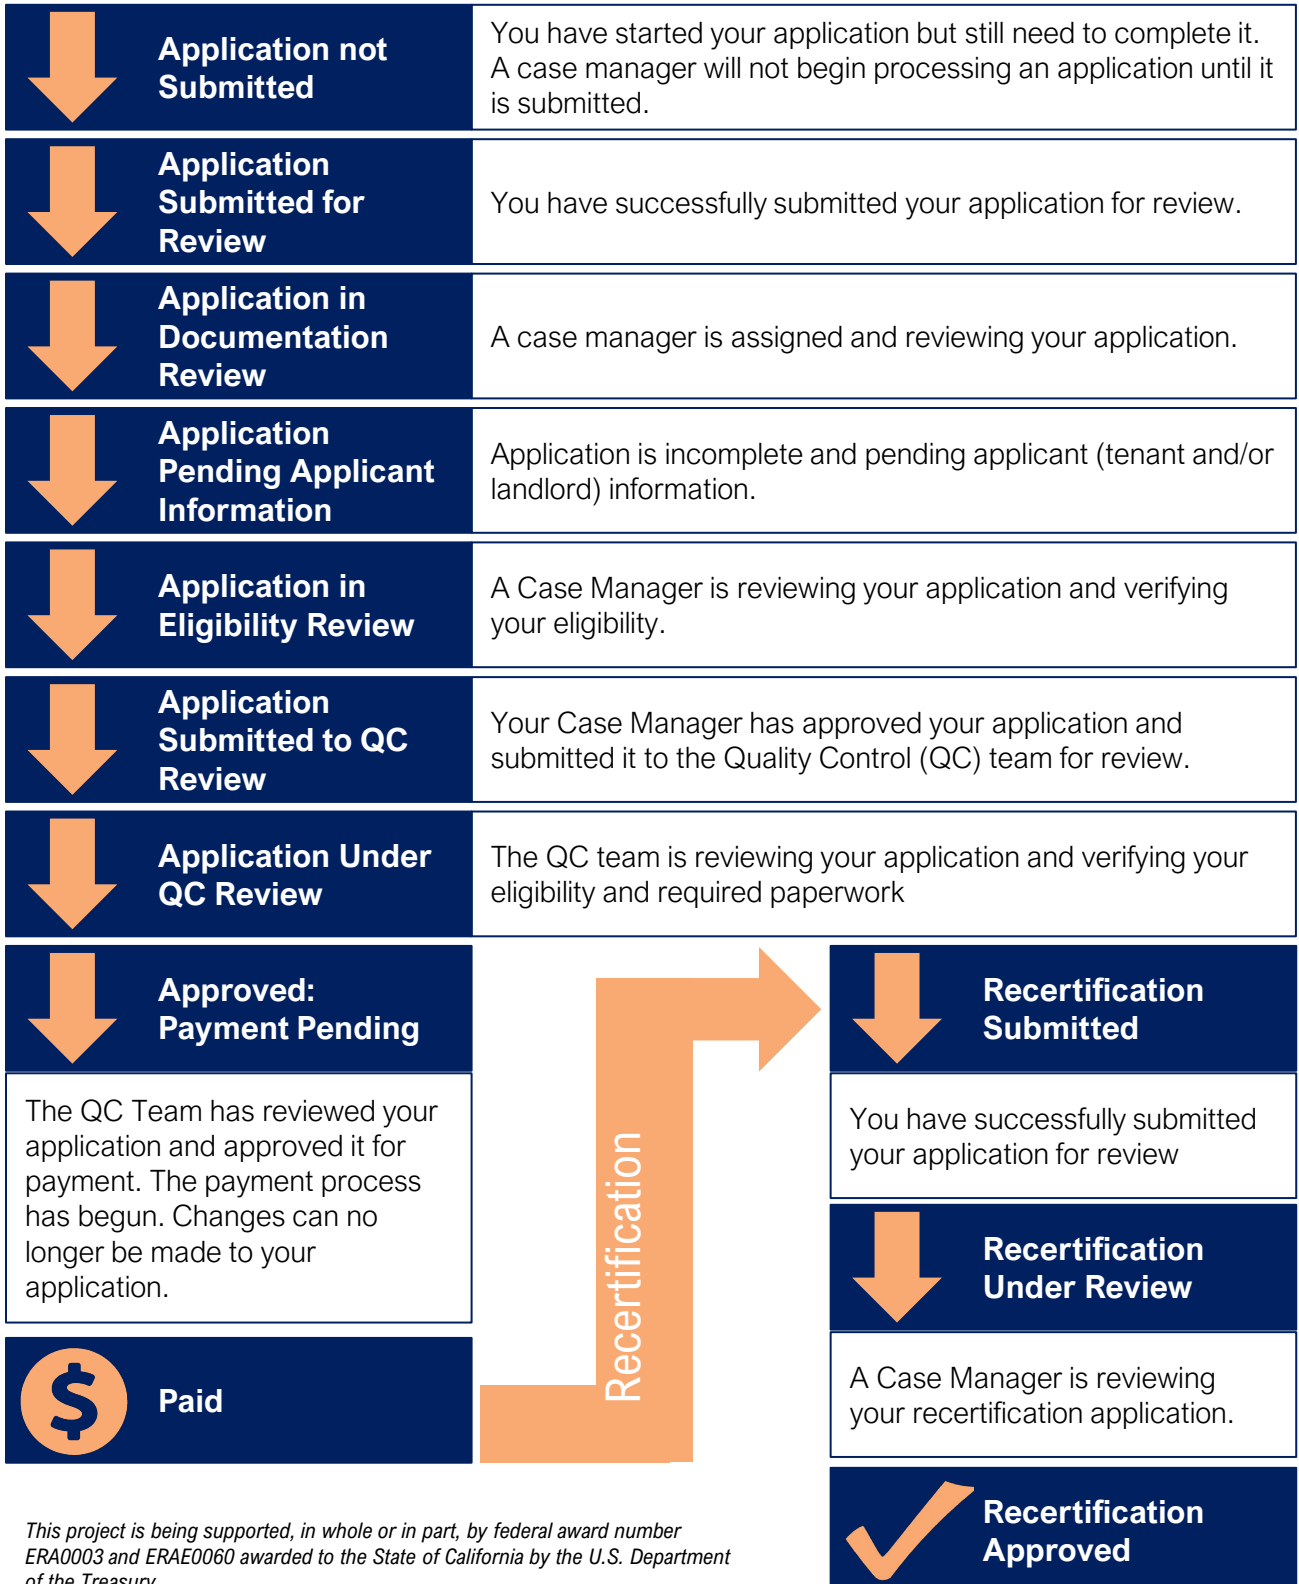 Application not
Submitted
You have started your application but still need to complete it.
A case manager will not begin processing an application until it
is submitted.
Application
Submitted for
Review
You have successfully submitted your application for review.
Application in
Documentation
Review
A case manager is assigned and reviewing your application.
Application
Pending Applicant
Information
Application is incomplete and pending applicant (tenant and/or
landlord) information.
Application in
Eligibility Review
A Case Manager is reviewing your application and verifying
your eligibility.
Application
Submitted to QC
Review
Your Case Manager has approved your application and
submitted it to the Quality Control (QC) team for review.
Application Under
QC Review
The QC team is reviewing your application and verifying your
eligibility and required paperwork
Approved:
Payment Pending
The QC Team has reviewed your
application and approved it for
payment. The payment process
has begun. Changes can no
longer be made to your
application.
$
Paid
Recertification
Recertification
Submitted
You have successfully submitted
your application for review
Recertification
Under Review
A Case Manager is reviewing
your recertification application.
Recertification
Approved
This project is being supported, in whole or in part, by federal award number
ERA0003 and ERAE0060 awarded to the State of California by the U.S. Department
of the Treasury